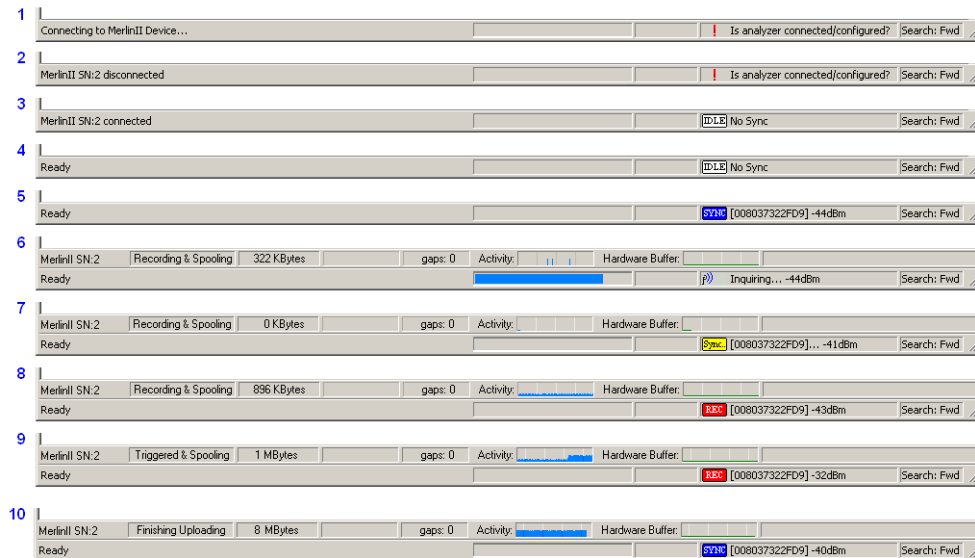 1
Connecting to MerlinII Device... ! Is analyzer connected/configured? Search: Fwd
2
MerlinII SN:2 disconnected ! Is analyzer connected/configured? Search: Fwd
3
MerlinII SN:2 connected IDLE No Sync Search: Fwd
4
Ready IDLE No Sync Search: Fwd
5
Ready SYNC [008037322FD9] -44dBm Search: Fwd
6
MerlinII SN:2 Recording & Spooling 322 KBytes gaps: 0 Activity: Hardware Buffer:
Ready Inquiring... -44dBm Search: Fwd
7
MerlinII SN:2 Recording & Spooling 0 KBytes gaps: 0 Activity: Hardware Buffer:
Ready Sync.. [008037322FD9]... -41dBm Search: Fwd
8
MerlinII SN:2 Recording & Spooling 896 KBytes gaps: 0 Activity: Hardware Buffer:
Ready REC [008037322FD9] -43dBm Search: Fwd
9
MerlinII SN:2 Triggered & Spooling 1 MBytes gaps: 0 Activity: Hardware Buffer:
Ready REC [008037322FD9] -32dBm Search: Fwd
10
MerlinII SN:2 Finishing Uploading 8 MBytes gaps: 0 Activity: Hardware Buffer:
Ready SYNC [008037322FD9] -40dBm Search: Fwd